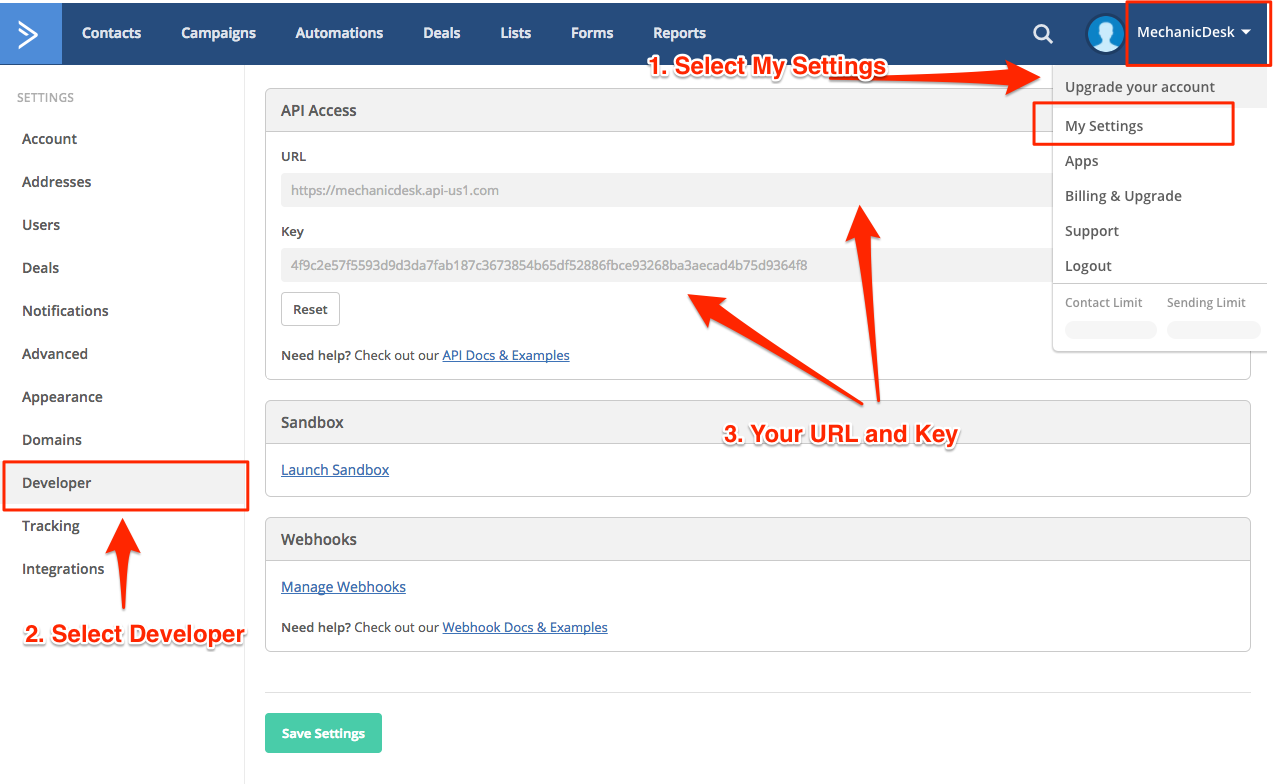 Contacts Campaigns Automations Deals Lists Forms Reports MechanicDesk
1. Select My Settings
Upgrade your account
My Settings
Apps
Billing & Upgrade
Support
Logout
Contact Limit Sending Limit
SETTINGS
Account
Addresses
Users
Deals
Notifications
Advanced
Appearance
Domains
Developer
Tracking
Integrations
2. Select Developer
API Access
URL
https://mechanicdesk.api-us1.com
Key
4f9c2e57f5593d9d3da7fab187c3673854b65df52886fbce93268ba3aecad4b75d9364f8
Reset
Need help? Check out our API Docs & Examples
3. Your URL and Key
Sandbox
Launch Sandbox
Webhooks
Manage Webhooks
Need help? Check out our Webhook Docs & Examples
Save Settings